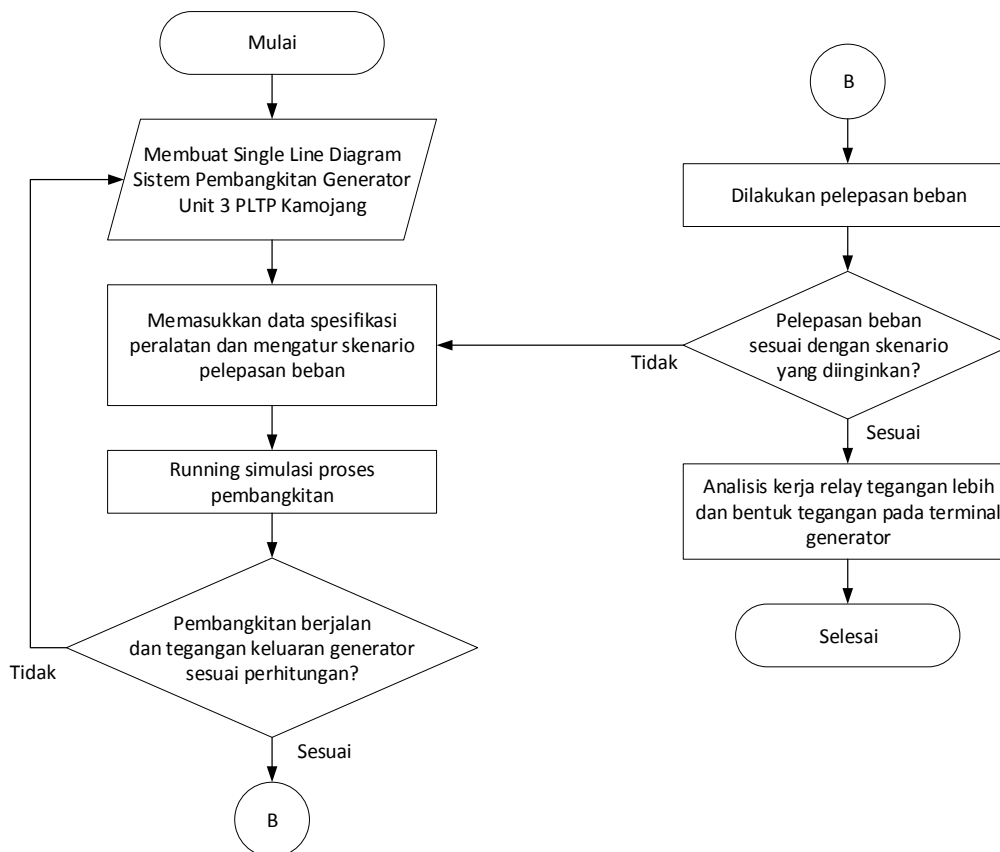 Mulai
Membuat Single Line Diagram
Sistem Pembangkitan Generator
Unit 3 PLTP Kamojang
Memasukkan data spesifikasi
peralatan dan mengatur skenario
pelepasan beban
Running simulasi proses
pembangkitan
Pembangkitan berjalan
dan tegangan keluaran generator
sesuai perhitungan?
Tidak
Sesuai
B
B
Dilakukan pelepasan beban
Pelepasan beban
sesuai dengan skenario
yang diinginkan?
Tidak
Sesuai
Analisis kerja relay tegangan lebih
dan bentuk tegangan pada terminal
generator
Selesai